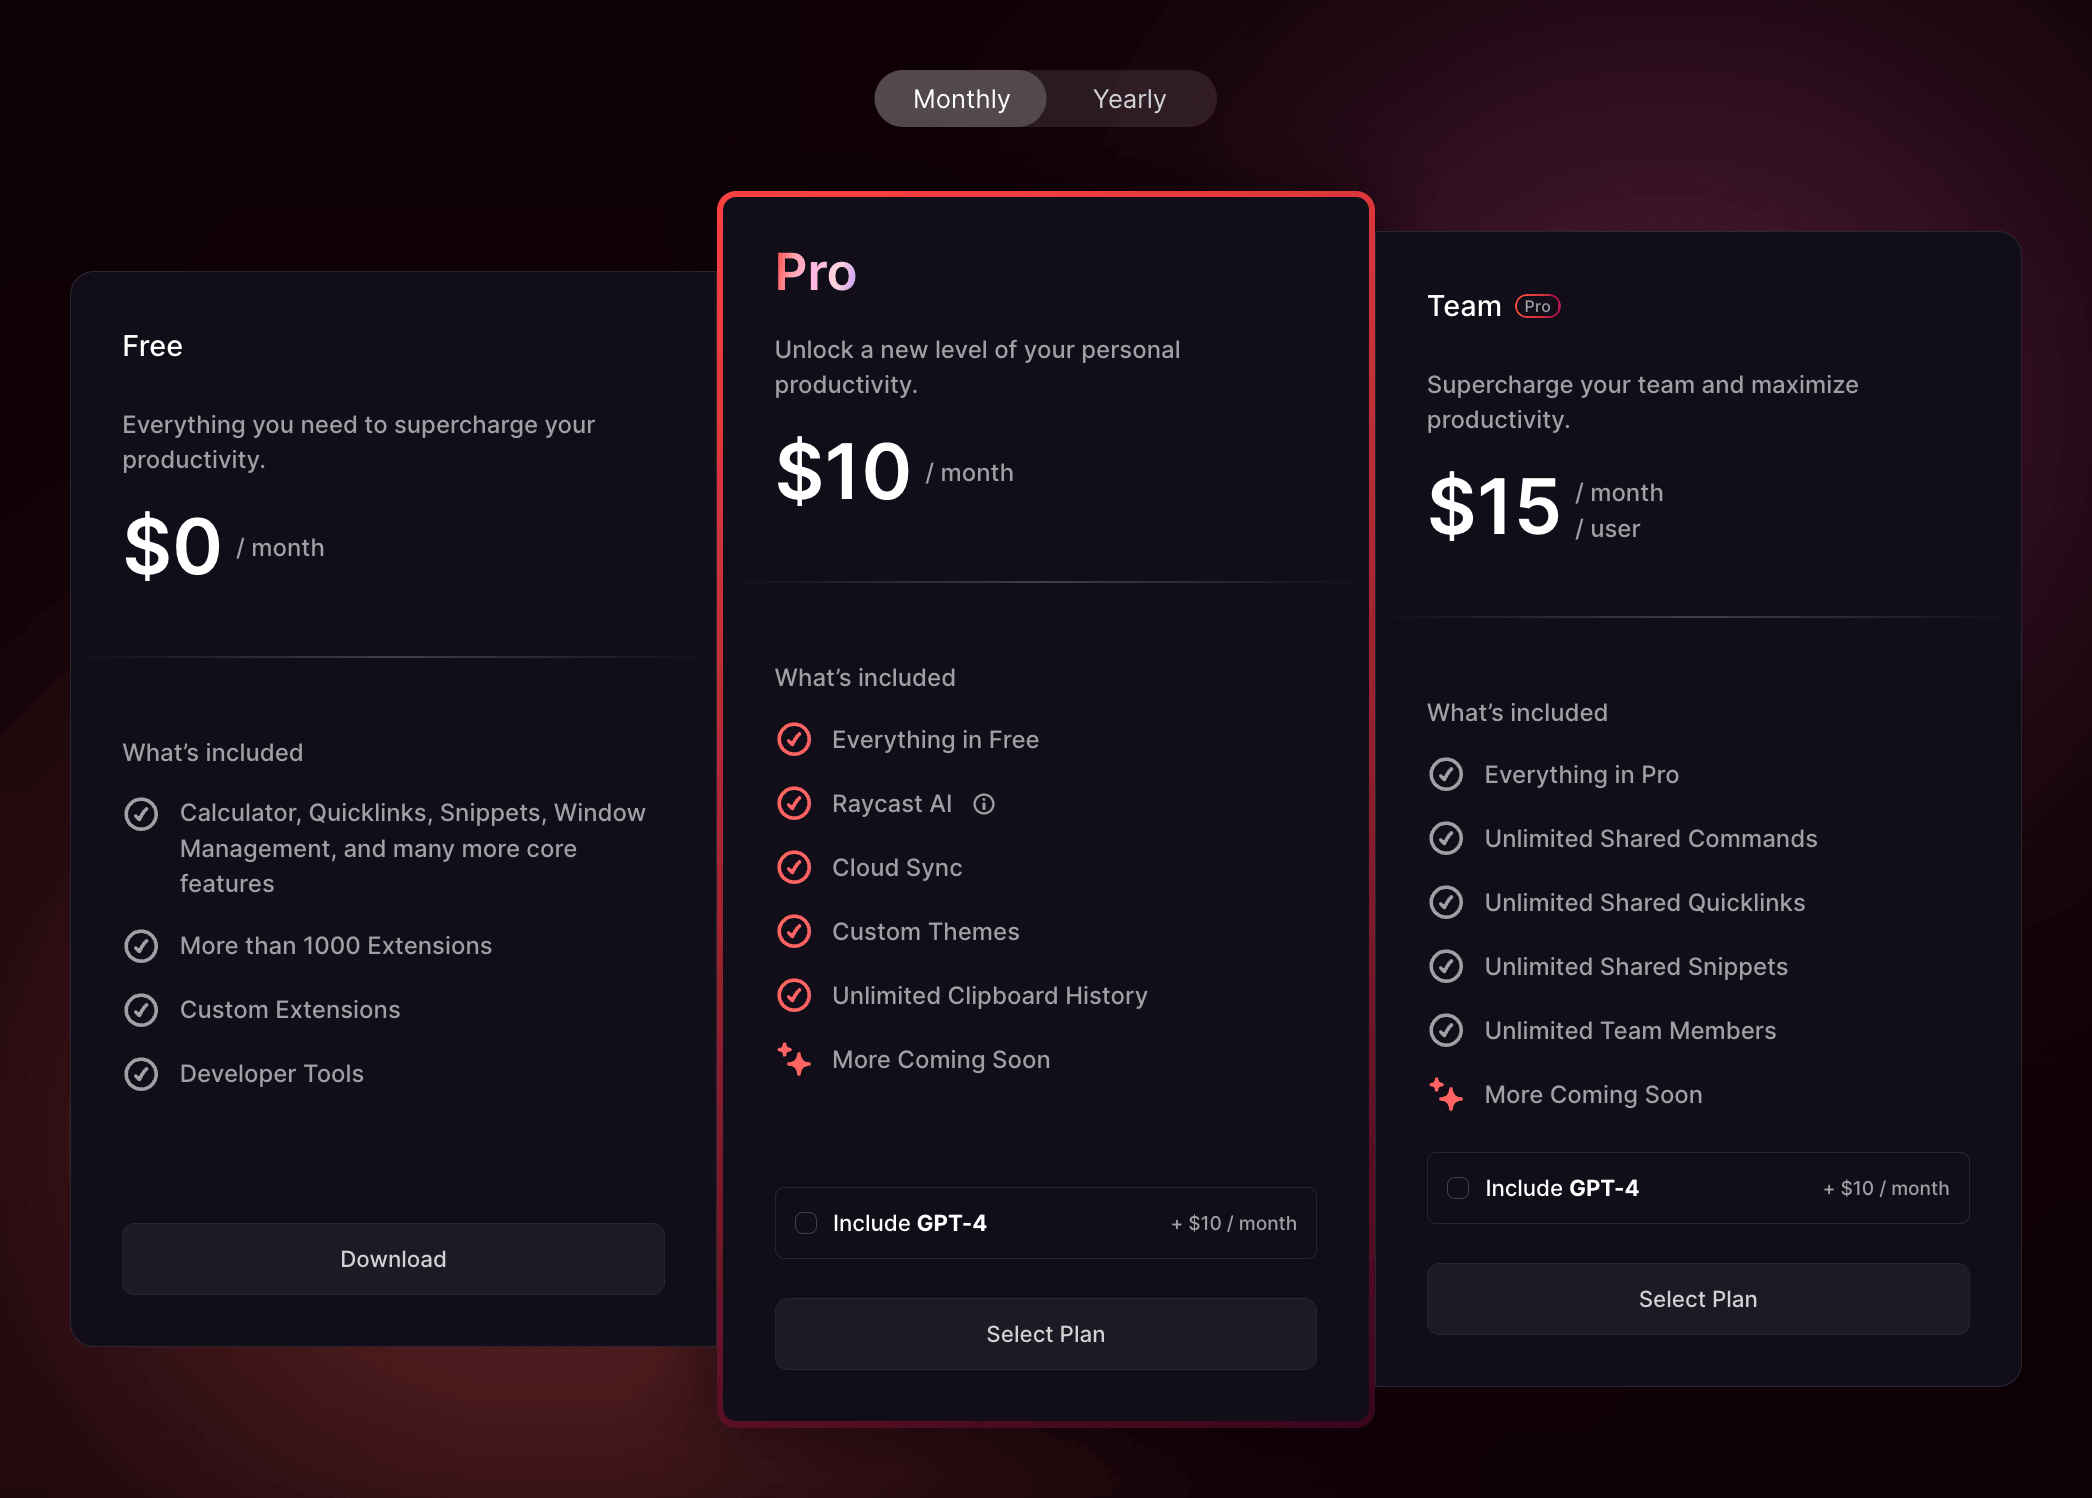 Monthly
Yearly
Free
Everything you need to supercharge your
productivity.
$0 / month
What’s included
Calculator, Quicklinks, Snippets, Window
Management, and many more core
features
More than 1000 Extensions
Custom Extensions
Developer Tools
Download
Pro
Unlock a new level of your personal
productivity.
$10 / month
What’s included
Everything in Free
Raycast AI
Cloud Sync
Custom Themes
Unlimited Clipboard History
More Coming Soon
Include GPT-4 + $10 / month
Select Plan
Team Pro
Supercharge your team and maximize
productivity.
$15 / month
/ user
What’s included
Everything in Pro
Unlimited Shared Commands
Unlimited Shared Quicklinks
Unlimited Shared Snippets
Unlimited Team Members
More Coming Soon
Include GPT-4 + $10 / month
Select Plan